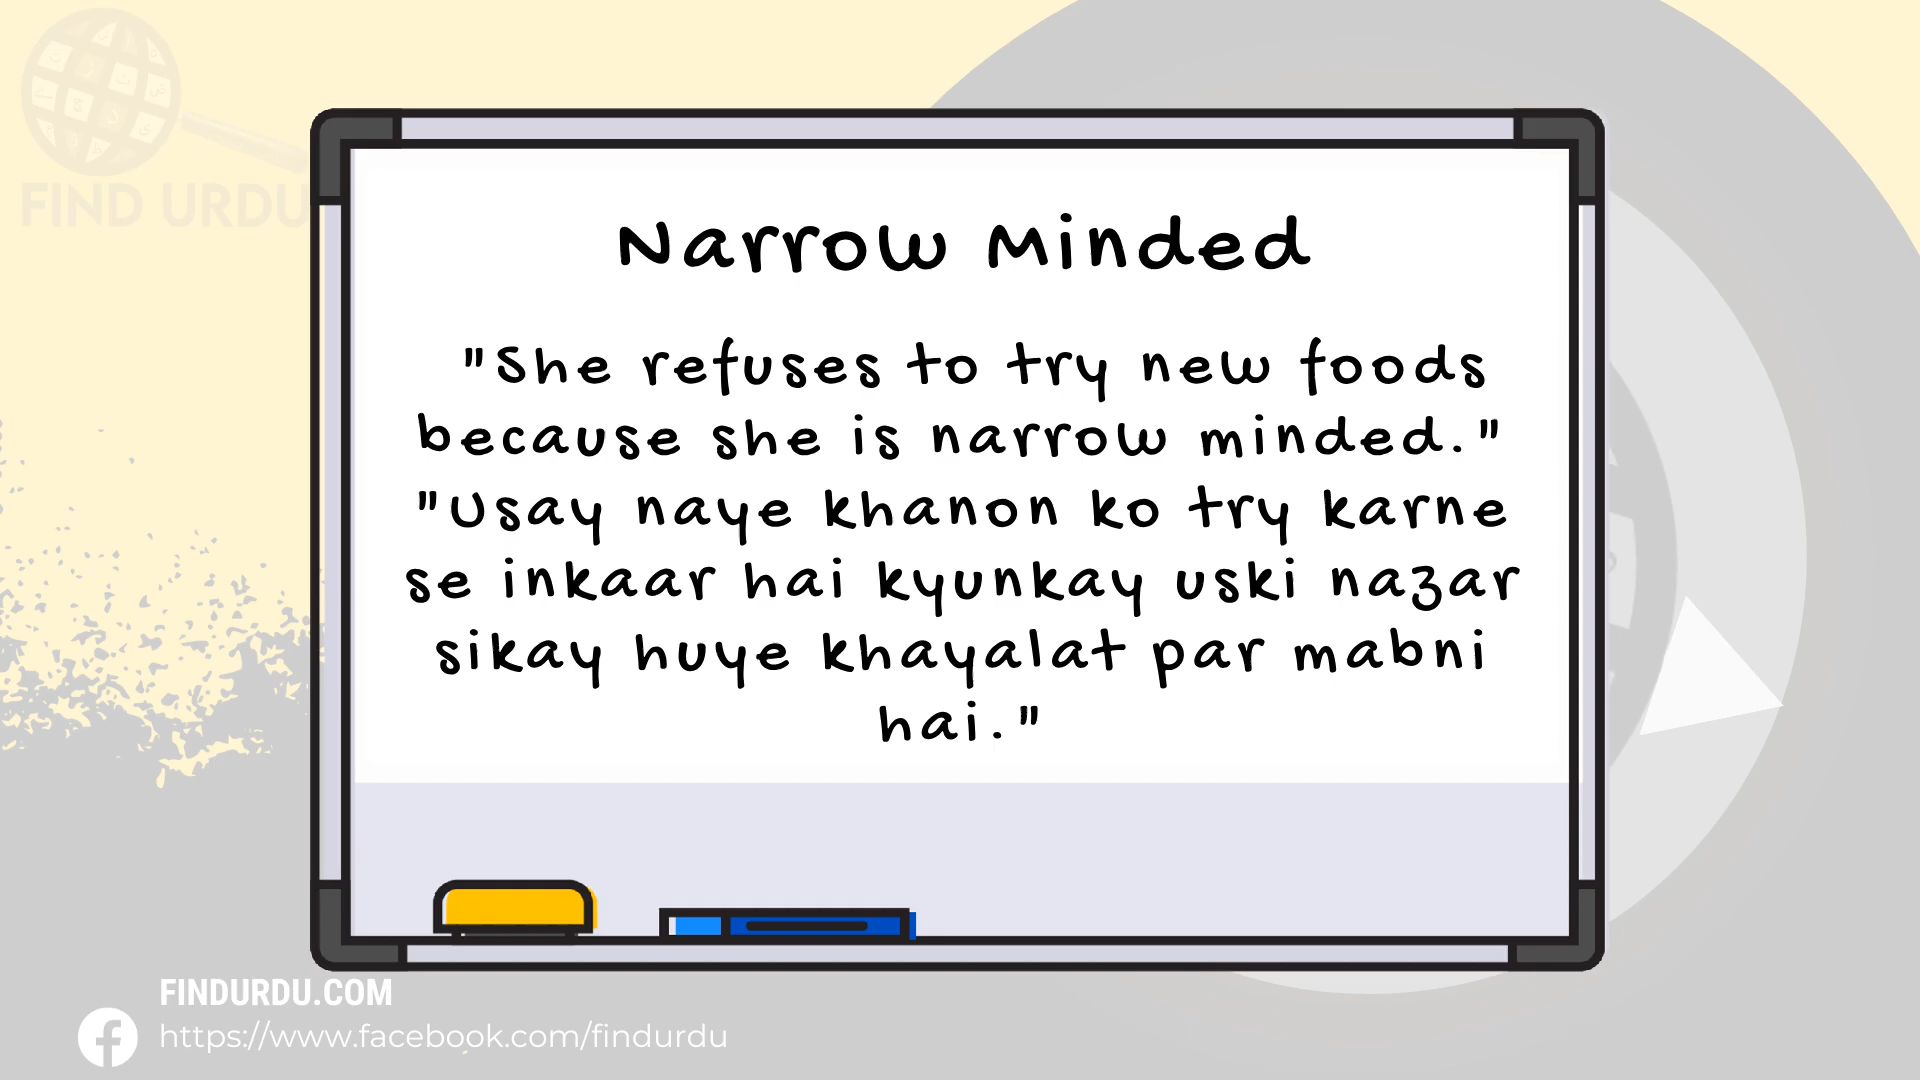 FIND URDU
Narrow Minded
"She refuses to try new foods
because she is narrow minded."
"Usay naye khanon ko try karne
se inkaar hai kyunkay uski nazar
sikay huye khayalat par mabni
hai."
FINDURDU.COM
https://www.facebook.com/findurdu